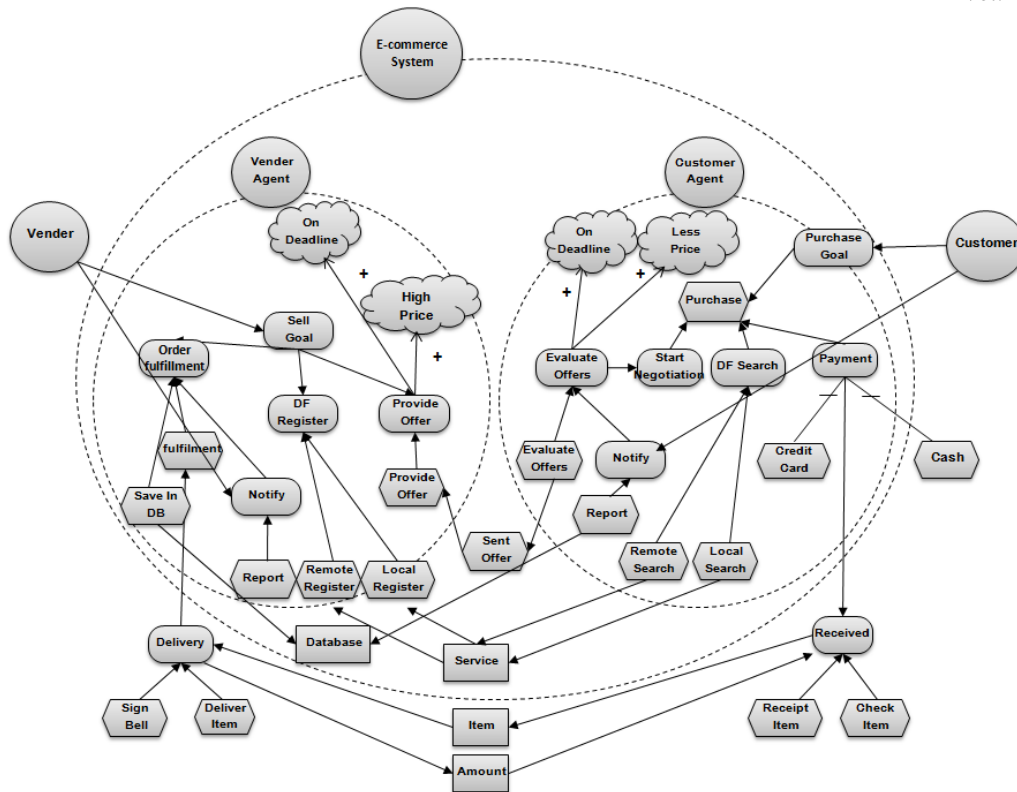 E-commerce
System
Vender
Agent
Customer
Agent
Vender
On
Deadline
On
Deadline
Less
Price
Purchase
Goal
Customer
+
+
+
High
Price
Purchase
Sell
Goal
+
Order
fulfillment
Evaluate
Offers
Start
Negotiation
DF Search
Payment
DF
Register
Provide
Offer
fulfilment
Evaluate
Offers
Notify
Credit
Card
Cash
Provide
Offer
Save In
DB
Notify
Report
Sent
Offer
Remote
Search
Local
Search
Report
Remote
Register
Local
Register
Delivery
Database
Service
Received
Sign
Bell
Deliver
Item
Item
Receipt
Item
Check
Item
Amount